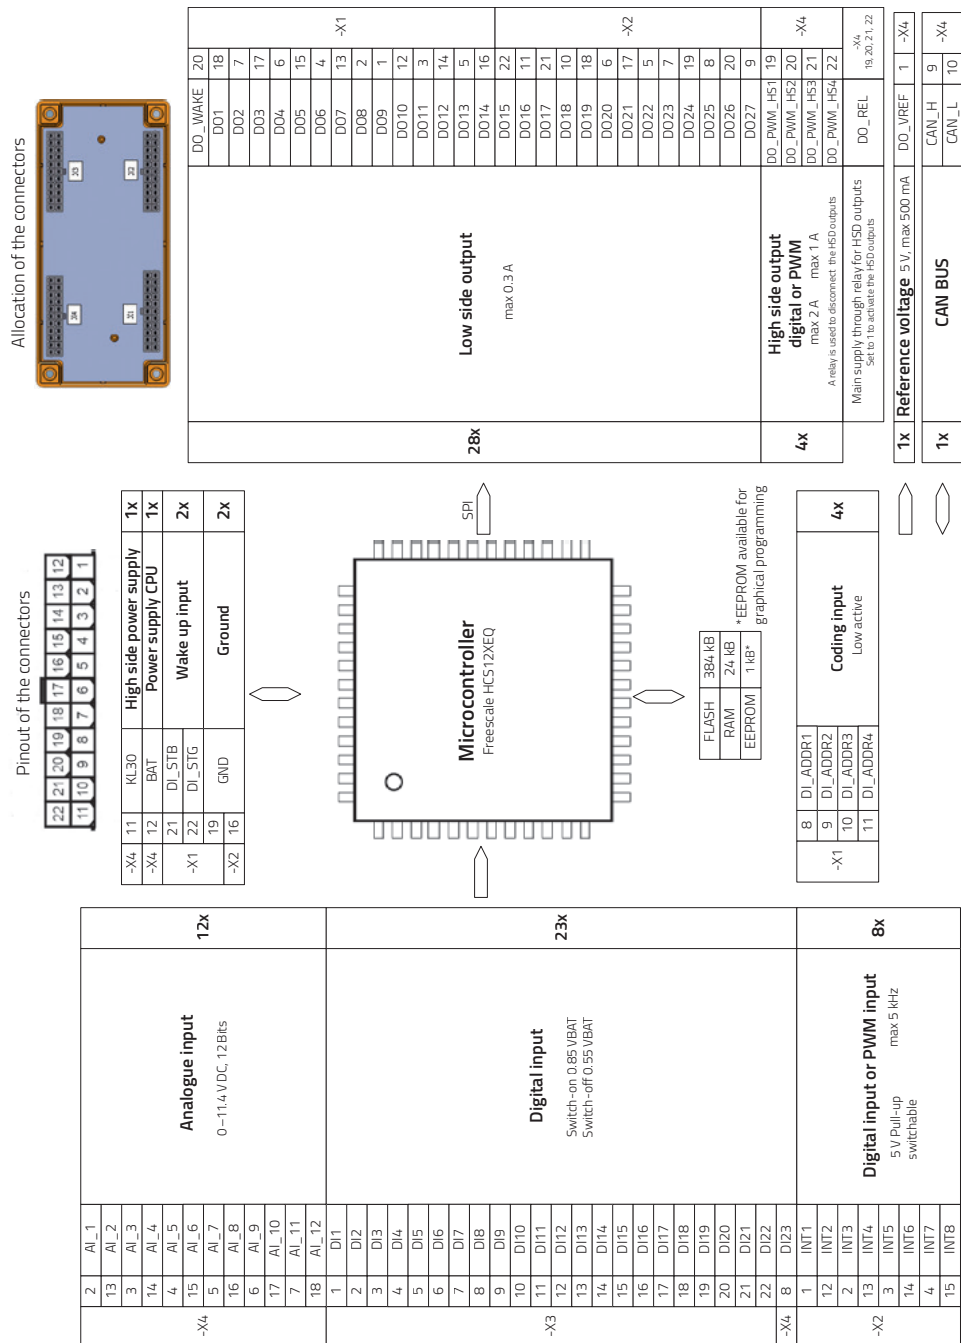 -X4
2 AI_1
13 AI_2
3 AI_3
14 AI_4
4 AI_5
15 AI_6
5 AI_7
16 AI_8
6 AI_9
17 AI_10
7 AI_11
18 AI_12
Analogue input
0–11.4 V DC, 12 Bits
12x
-X3
1 DI1
2 DI2
3 DI3
4 DI4
5 DI5
6 DI6
7 DI7
8 DI8
9 DI9
10 DI10
11 DI11
12 DI12
13 DI13
14 DI14
15 DI15
16 DI16
17 DI17
18 DI18
19 DI19
20 DI20
21 DI21
22 DI22
-X4
8 DI23
Digital input
Switch-on 0.85 VBAT
Switch-off 0.55 VBAT
23x
-X2
1 INT1
12 INT2
2 INT3
13 INT4
3 INT5
14 INT6
4 INT7
15 INT8
Digital input or PWM input
5 V Pull-up max 5 kHz
switchable
8x
Pinout of the connectors
22 21 20 19 18 17 16 15 14 13 12
11 10 9 8 7 6 5 4 3 2 1
-X4 11 KL30 High side power supply 1x
-X4 12 BAT Power supply CPU 1x
-X1
21 DI_STB
22 DI_STG
Wake up input 2x
19
-X2 16
GND Ground 2x
Microcontroller
Freescale HCS12XEQ
SPI
FLASH 384 kB
RAM 24 kB
EEPROM 1 kB*
*EEPROM available for
graphical programming
-X1
8 DI_ADDR1
9 DI_ADDR2
10 DI_ADDR3
11 DI_ADDR4
Coding input
Low active
4x
Allocation of the connectors
28x
Low side output
max 0.3 A
DO_WAKE 20
DO1 18
DO2 7
DO3 17
DO4 6
DO5 15
DO6 4
DO7 13
DO8 2
DO9 1
DO10 12
DO11 3
DO12 14
DO13 5
DO14 16
-X1
DO15 22
DO16 11
DO17 21
DO18 10
DO19 18
DO20 6
DO21 17
DO22 5
DO23 7
DO24 19
DO25 8
DO26 20
DO27 9
-X2
4x
High side output
digital or PWM
max 2 A max 1 A
A relay is used to disconnect the HSD outputs
DO_PWM_HS1 19
DO_PWM_HS2 20
DO_PWM_HS3 21
DO_PWM_HS4 22
-X4
Main supply through relay for HSD outputs
Set to 1 to activate the HSD outputs
DO_REL
-X4
19, 20, 21, 22
1x Reference voltage 5 V, max 500 mA DO_VREF 1 -X4
1x CAN BUS
CAN_H 9
CAN_L 10
-X4